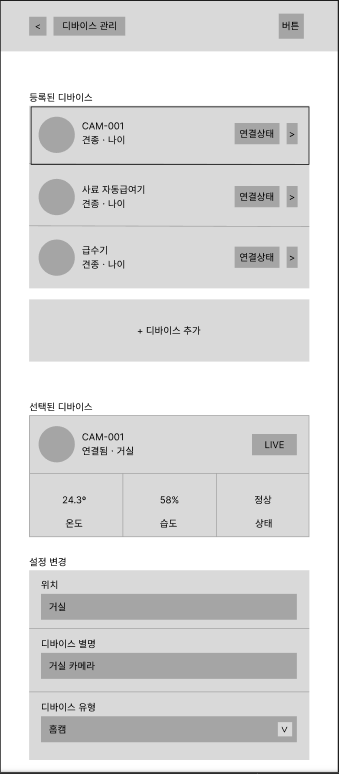 < 디바이스 관리 버튼
등록된 디바이스
CAM-001
견종 · 나이
연결상태 >
사료 자동급여기
견종 · 나이
연결상태 >
급수기
견종 · 나이
연결상태 >
+ 디바이스 추가
선택된 디바이스
CAM-001
연결됨 · 거실
LIVE
24.3º 58% 정상
온도 습도 상태
설정 변경
위치
거실
디바이스 별명
거실 카메라
디바이스 유형
홈캠 V